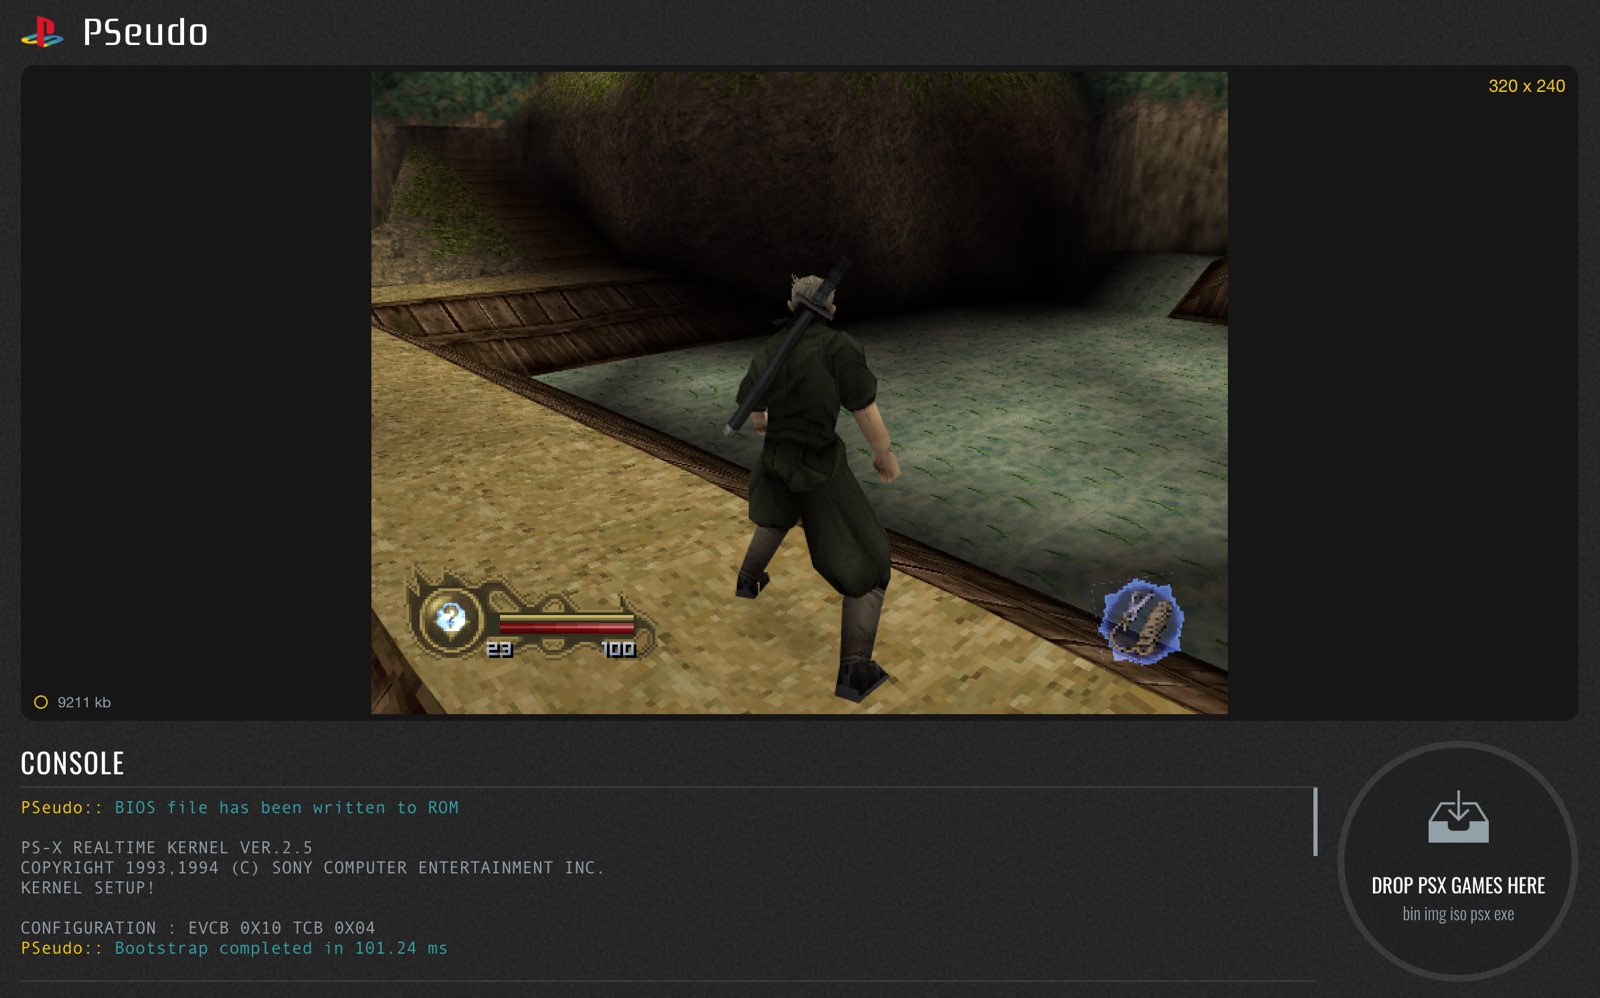 PSeudo
320 x 240
?
23
100
9211 kb
CONSOLE
PSeudo:: BIOS file has been written to ROM
PS-X REALTIME KERNEL VER.2.5
COPYRIGHT 1993,1994 (C) SONY COMPUTER ENTERTAINMENT INC.
KERNEL SETUP!
CONFIGURATION : EVCB 0X10 TCB 0X04
PSeudo:: Bootstrap completed in 101.24 ms
DROP PSX GAMES HERE
bin img iso psx exe